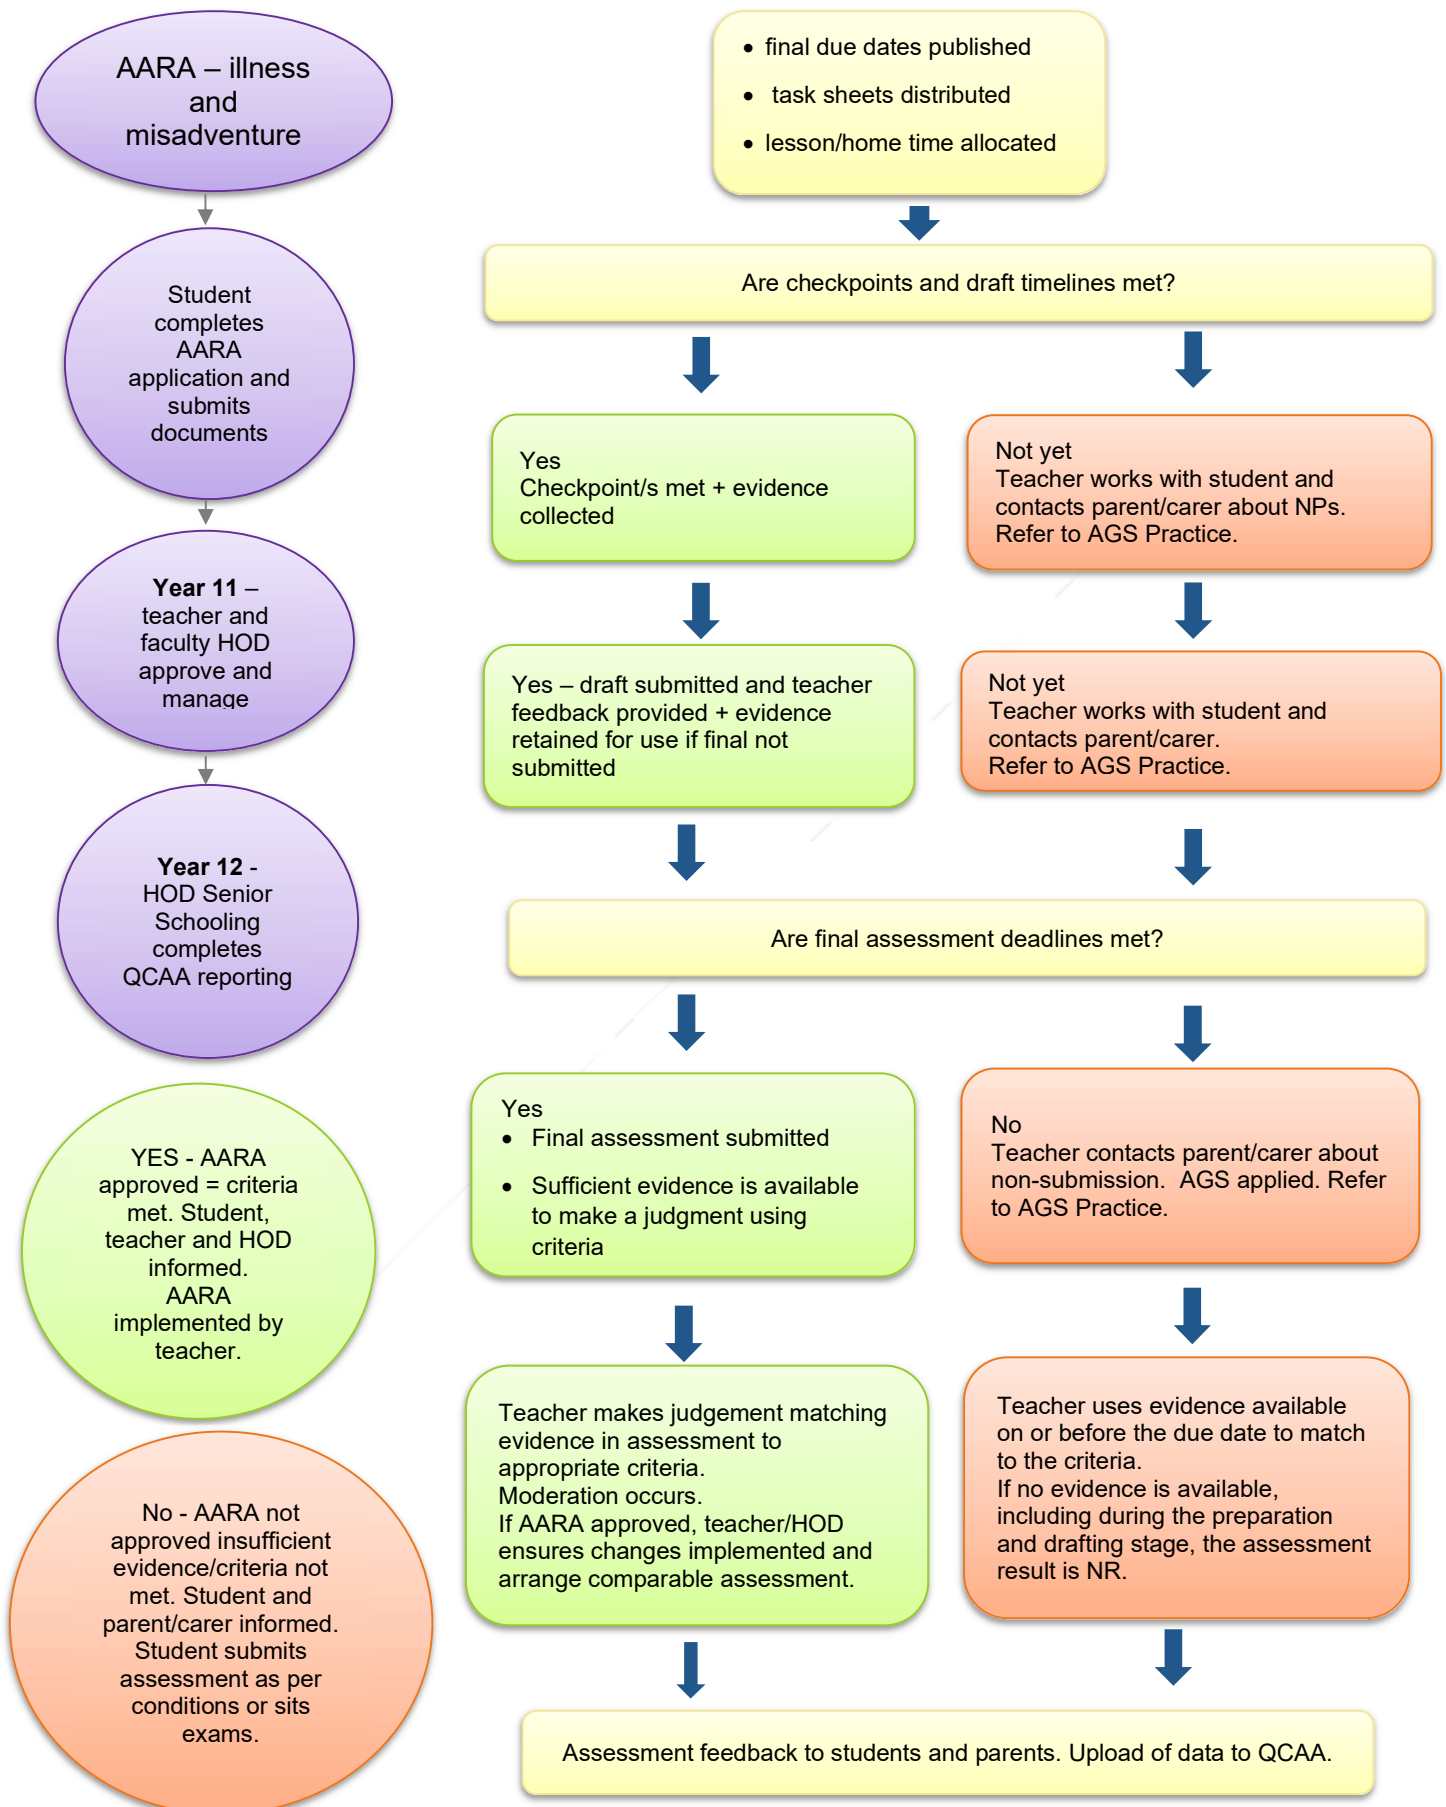 AARA – illness
and
misadventure
Student
completes
AARA
application and
submits
documents
Year 11 –
teacher and
faculty HOD
approve and
manage
Year 12 -
HOD Senior
Schooling
completes
QCAA reporting
YES - AARA
approved = criteria
met. Student,
teacher and HOD
informed.
AARA
implemented by
teacher.
No - AARA not
approved insufficient
evidence/criteria not
met. Student and
parent/carer informed.
Student submits
assessment as per
conditions or sits
exams.
• final due dates published
• task sheets distributed
• lesson/home time allocated
Are checkpoints and draft timelines met?
Yes
Checkpoint/s met + evidence
collected
Not yet
Teacher works with student and
contacts parent/carer about NPs.
Refer to AGS Practice.
Yes – draft submitted and teacher
feedback provided + evidence
retained for use if final not
submitted
Not yet
Teacher works with student and
contacts parent/carer.
Refer to AGS Practice.
Are final assessment deadlines met?
Yes
• Final assessment submitted
• Sufficient evidence is available
to make a judgment using
criteria
No
Teacher contacts parent/carer about
non-submission. AGS applied. Refer
to AGS Practice.
Teacher makes judgement matching
evidence in assessment to
appropriate criteria.
Moderation occurs.
If AARA approved, teacher/HOD
ensures changes implemented and
arrange comparable assessment.
Teacher uses evidence available
on or before the due date to match
to the criteria.
If no evidence is available,
including during the preparation
and drafting stage, the assessment
result is NR.
Assessment feedback to students and parents. Upload of data to QCAA.